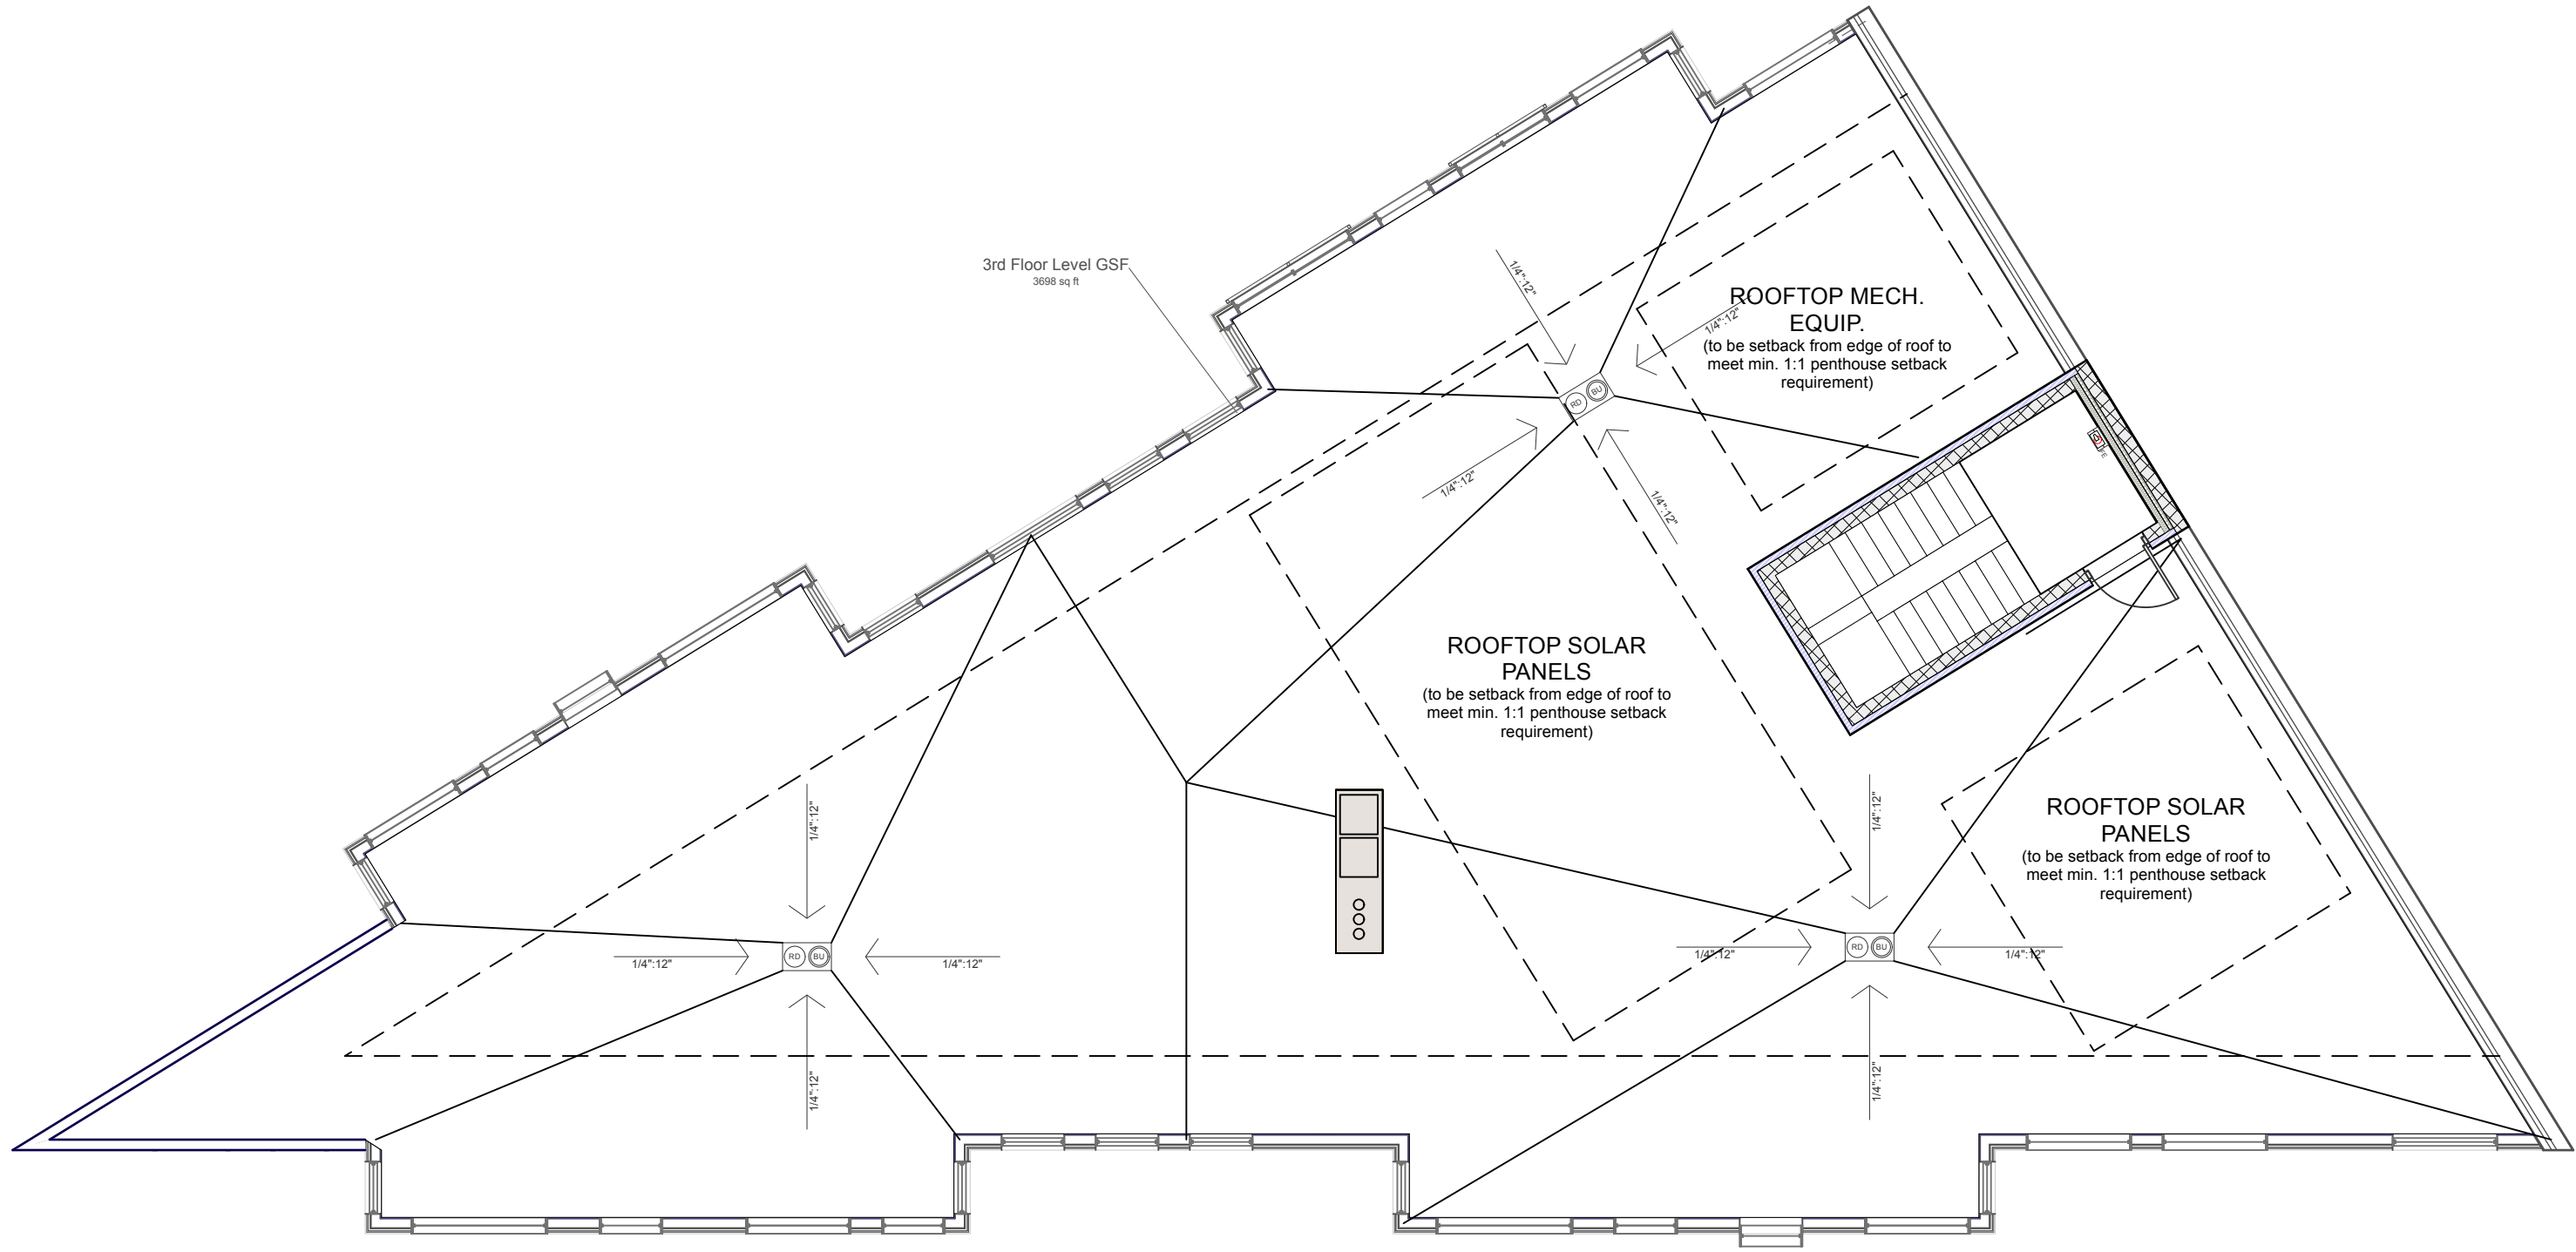 3rd Floor Level GSF
3698 sq ft
1/4":12"
1/4":12"
ROOFTOP MECH.
EQUIP.
(to be setback from edge of roof to
meet min. 1:1 penthouse setback
requirement)
RD
BU
1/4":12"
1/4":12"
FE
ROOFTOP SOLAR
PANELS
(to be setback from edge of roof to
meet min. 1:1 penthouse setback
requirement)
1/4":12"
1/4":12"
ROOFTOP SOLAR
PANELS
(to be setback from edge of roof to
meet min. 1:1 penthouse setback
requirement)
1/4":12"
RD
BU
1/4":12"
1/4":12"
RD
BU
1/4":12"
1/4":12"
1/4":12"